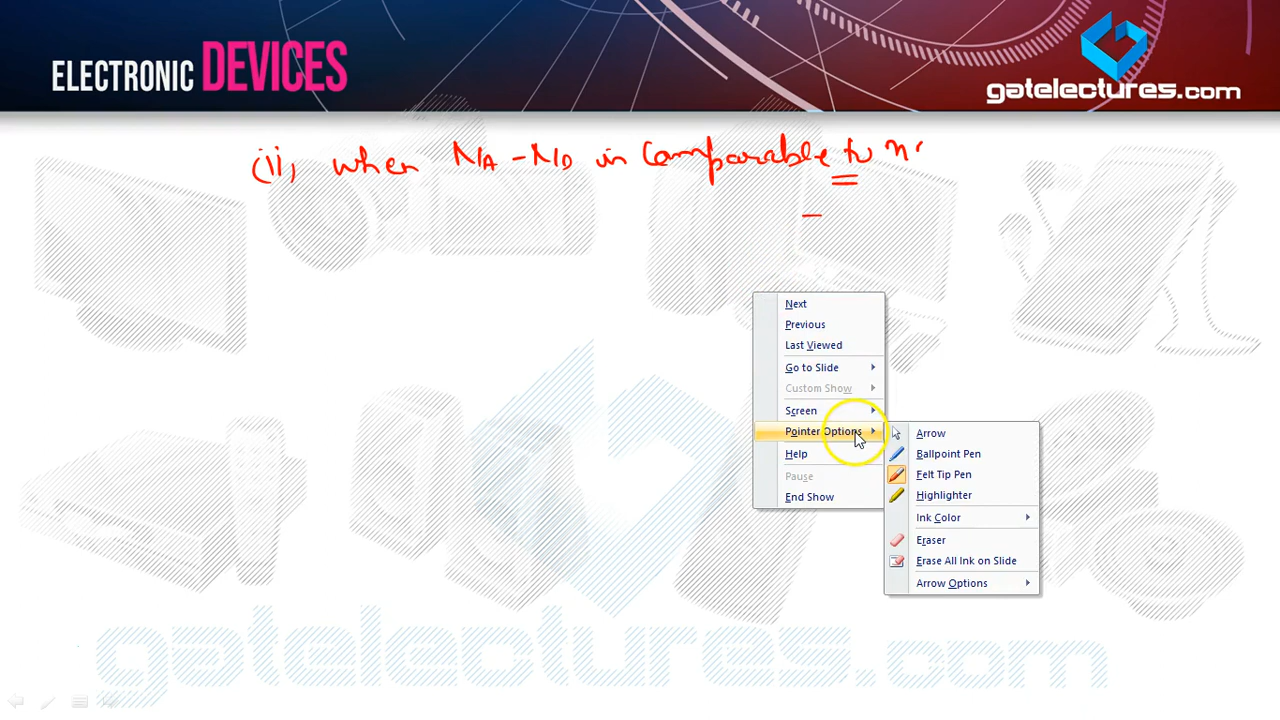 ELECTRONIC DEVICES
gatelectures.com
(ii) when NA - ND in comparable to ni
Next
Previous
Last Viewed
Go to Slide
Custom Show
Screen
Pointer Options
Help
Pause
End Show
Arrow
Ballpoint Pen
Felt Tip Pen
Highlighter
Ink Color
Eraser
Erase All Ink on Slide
Arrow Options
gatelectures.com